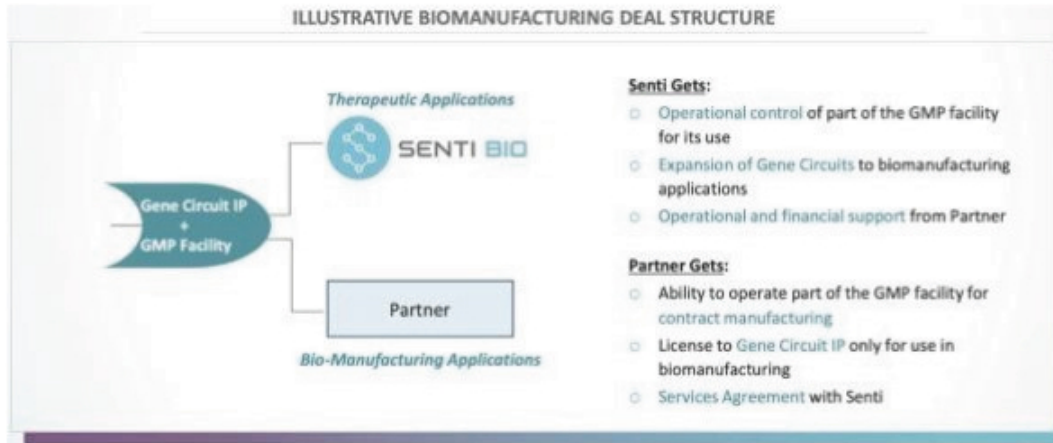 ILLUSTRATIVE BIOMANUFACTURING DEAL STRUCTURE
Therapeutic Applications
SENTI BIO
Gene Circuit IP
+
GMP Facility
Partner
Bio-Manufacturing Applications
Senti Gets:
Operational control of part of the GMP facility
for its use
Expansion of Gene Circuits to biomanufacturing
applications
Operational and financial support from Partner
Partner Gets:
Ability to operate part of the GMP facility for
contract manufacturing
License to Gene Circuit IP only for use in
biomanufacturing
Services Agreement with Senti